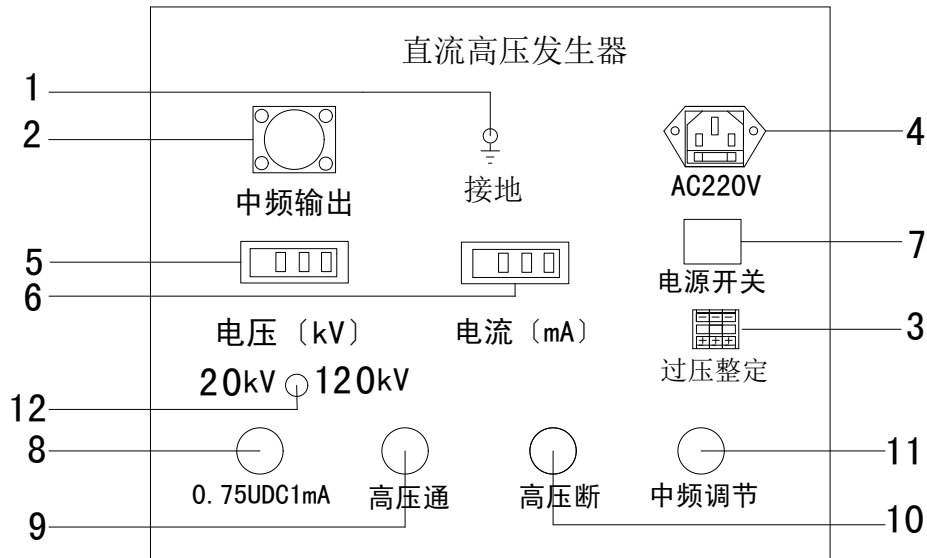 直流高压发生器
1
2
4
接地
中频输出
AC220V
5
6
7
电源开关
电压〔kV〕
电流〔mA〕
3
过压整定
20kV 120kV
12
8
11
0.75UDC1mA
高压通
高压断
中频调节
9
10